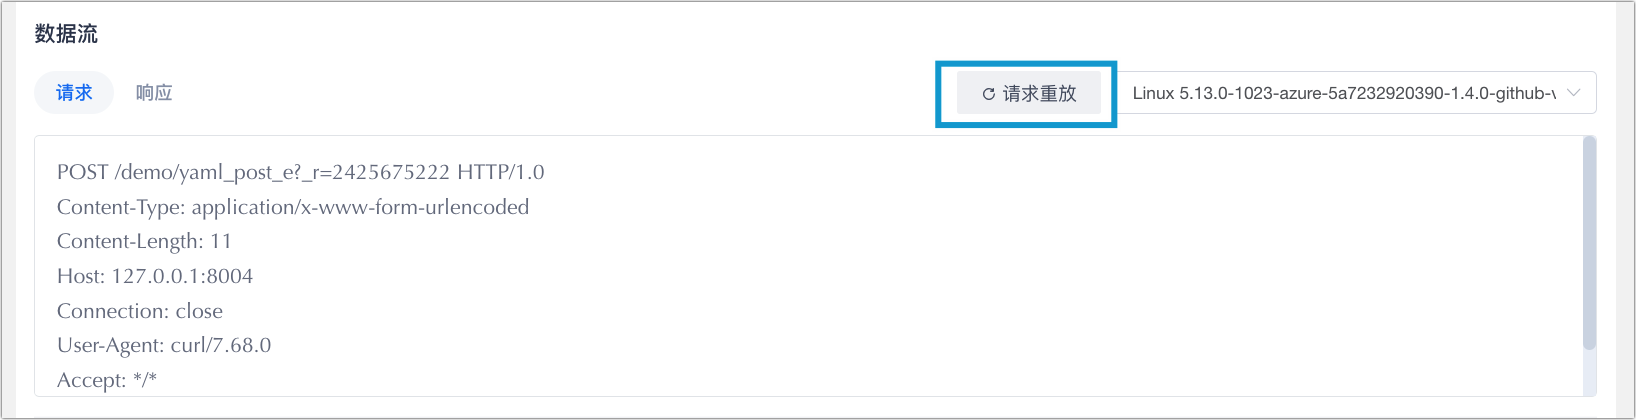 数据流
请求 响应 请求重放 Linux 5.13.0-1023-azure-5a7232920390-1.4.0-github-v
POST /demo/yaml_post_e?_r=2425675222 HTTP/1.0
Content-Type: application/x-www-form-urlencoded
Content-Length: 11
Host: 127.0.0.1:8004
Connection: close
User-Agent: curl/7.68.0
Accept: */*